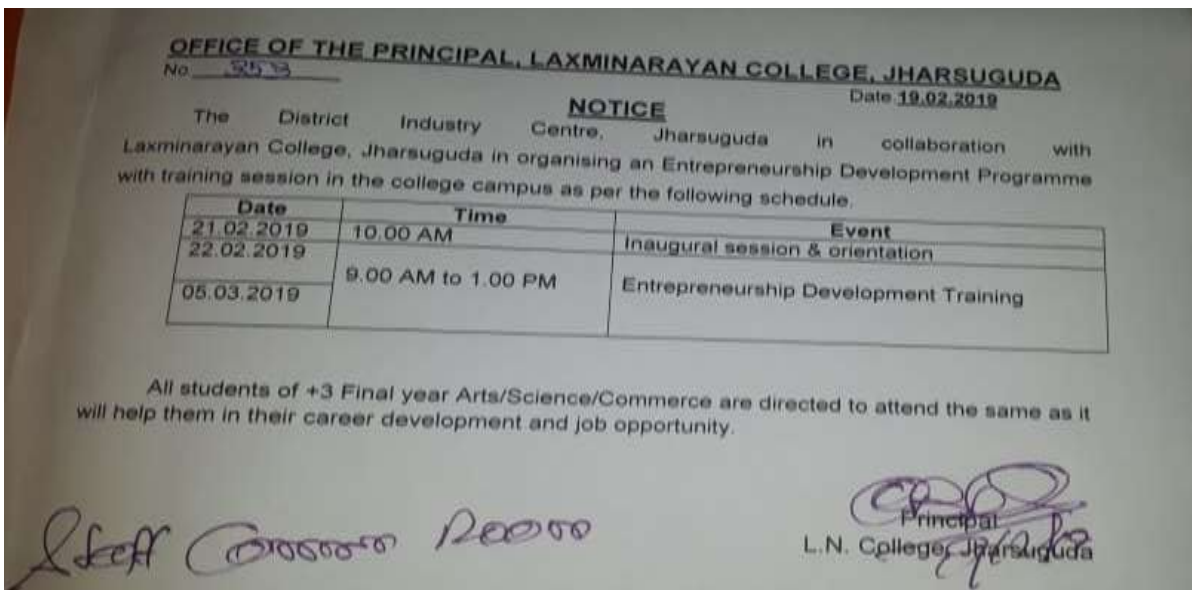 OFFICE OF THE PRINCIPAL, LAXMINARAYAN COLLEGE, JHARSUGUDA
No. 353
Date 19.02.2019
NOTICE
The District Industry Centre, Jharsuguda in collaboration with
Laxminarayan College, Jharsuguda in organising an Entrepreneurship Development Programme
with training session in the college campus as per the following schedule.
Date Time Event
21.02.2019 10.00 AM Inaugural session & orientation
22.02.2019
9.00 AM to 1.00 PM Entrepreneurship Development Training
05.03.2019
All students of +3 Final year Arts/Science/Commerce are directed to attend the same as it
will help them in their career development and job opportunity.
Staff Common Room
Principal
L.N. College, Jharsuguda